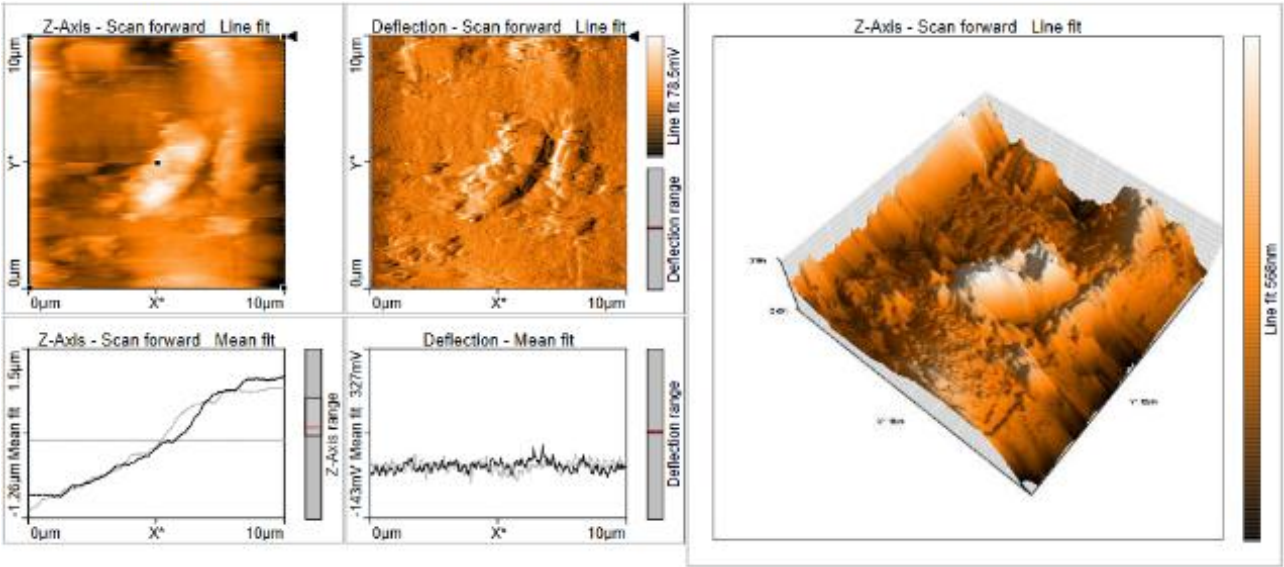 Z-Axis - Scan forward Line fit
10µm
Y*
0µm
0µm X* 10µm
Deflection - Scan forward Line fit
10µm
Y*
0µm
0µm X* 10µm
Line fit 78.5mV
Deflection range
Z-Axis - Scan forward Mean fit
-1.26µm Mean fit 1.5µm
0µm X* 10µm
Z-Axis range
Deflection - Mean fit
-143mV Mean fit 327mV
0µm X* 10µm
Deflection range
Z-Axis - Scan forward Line fit
Line fit 568nm